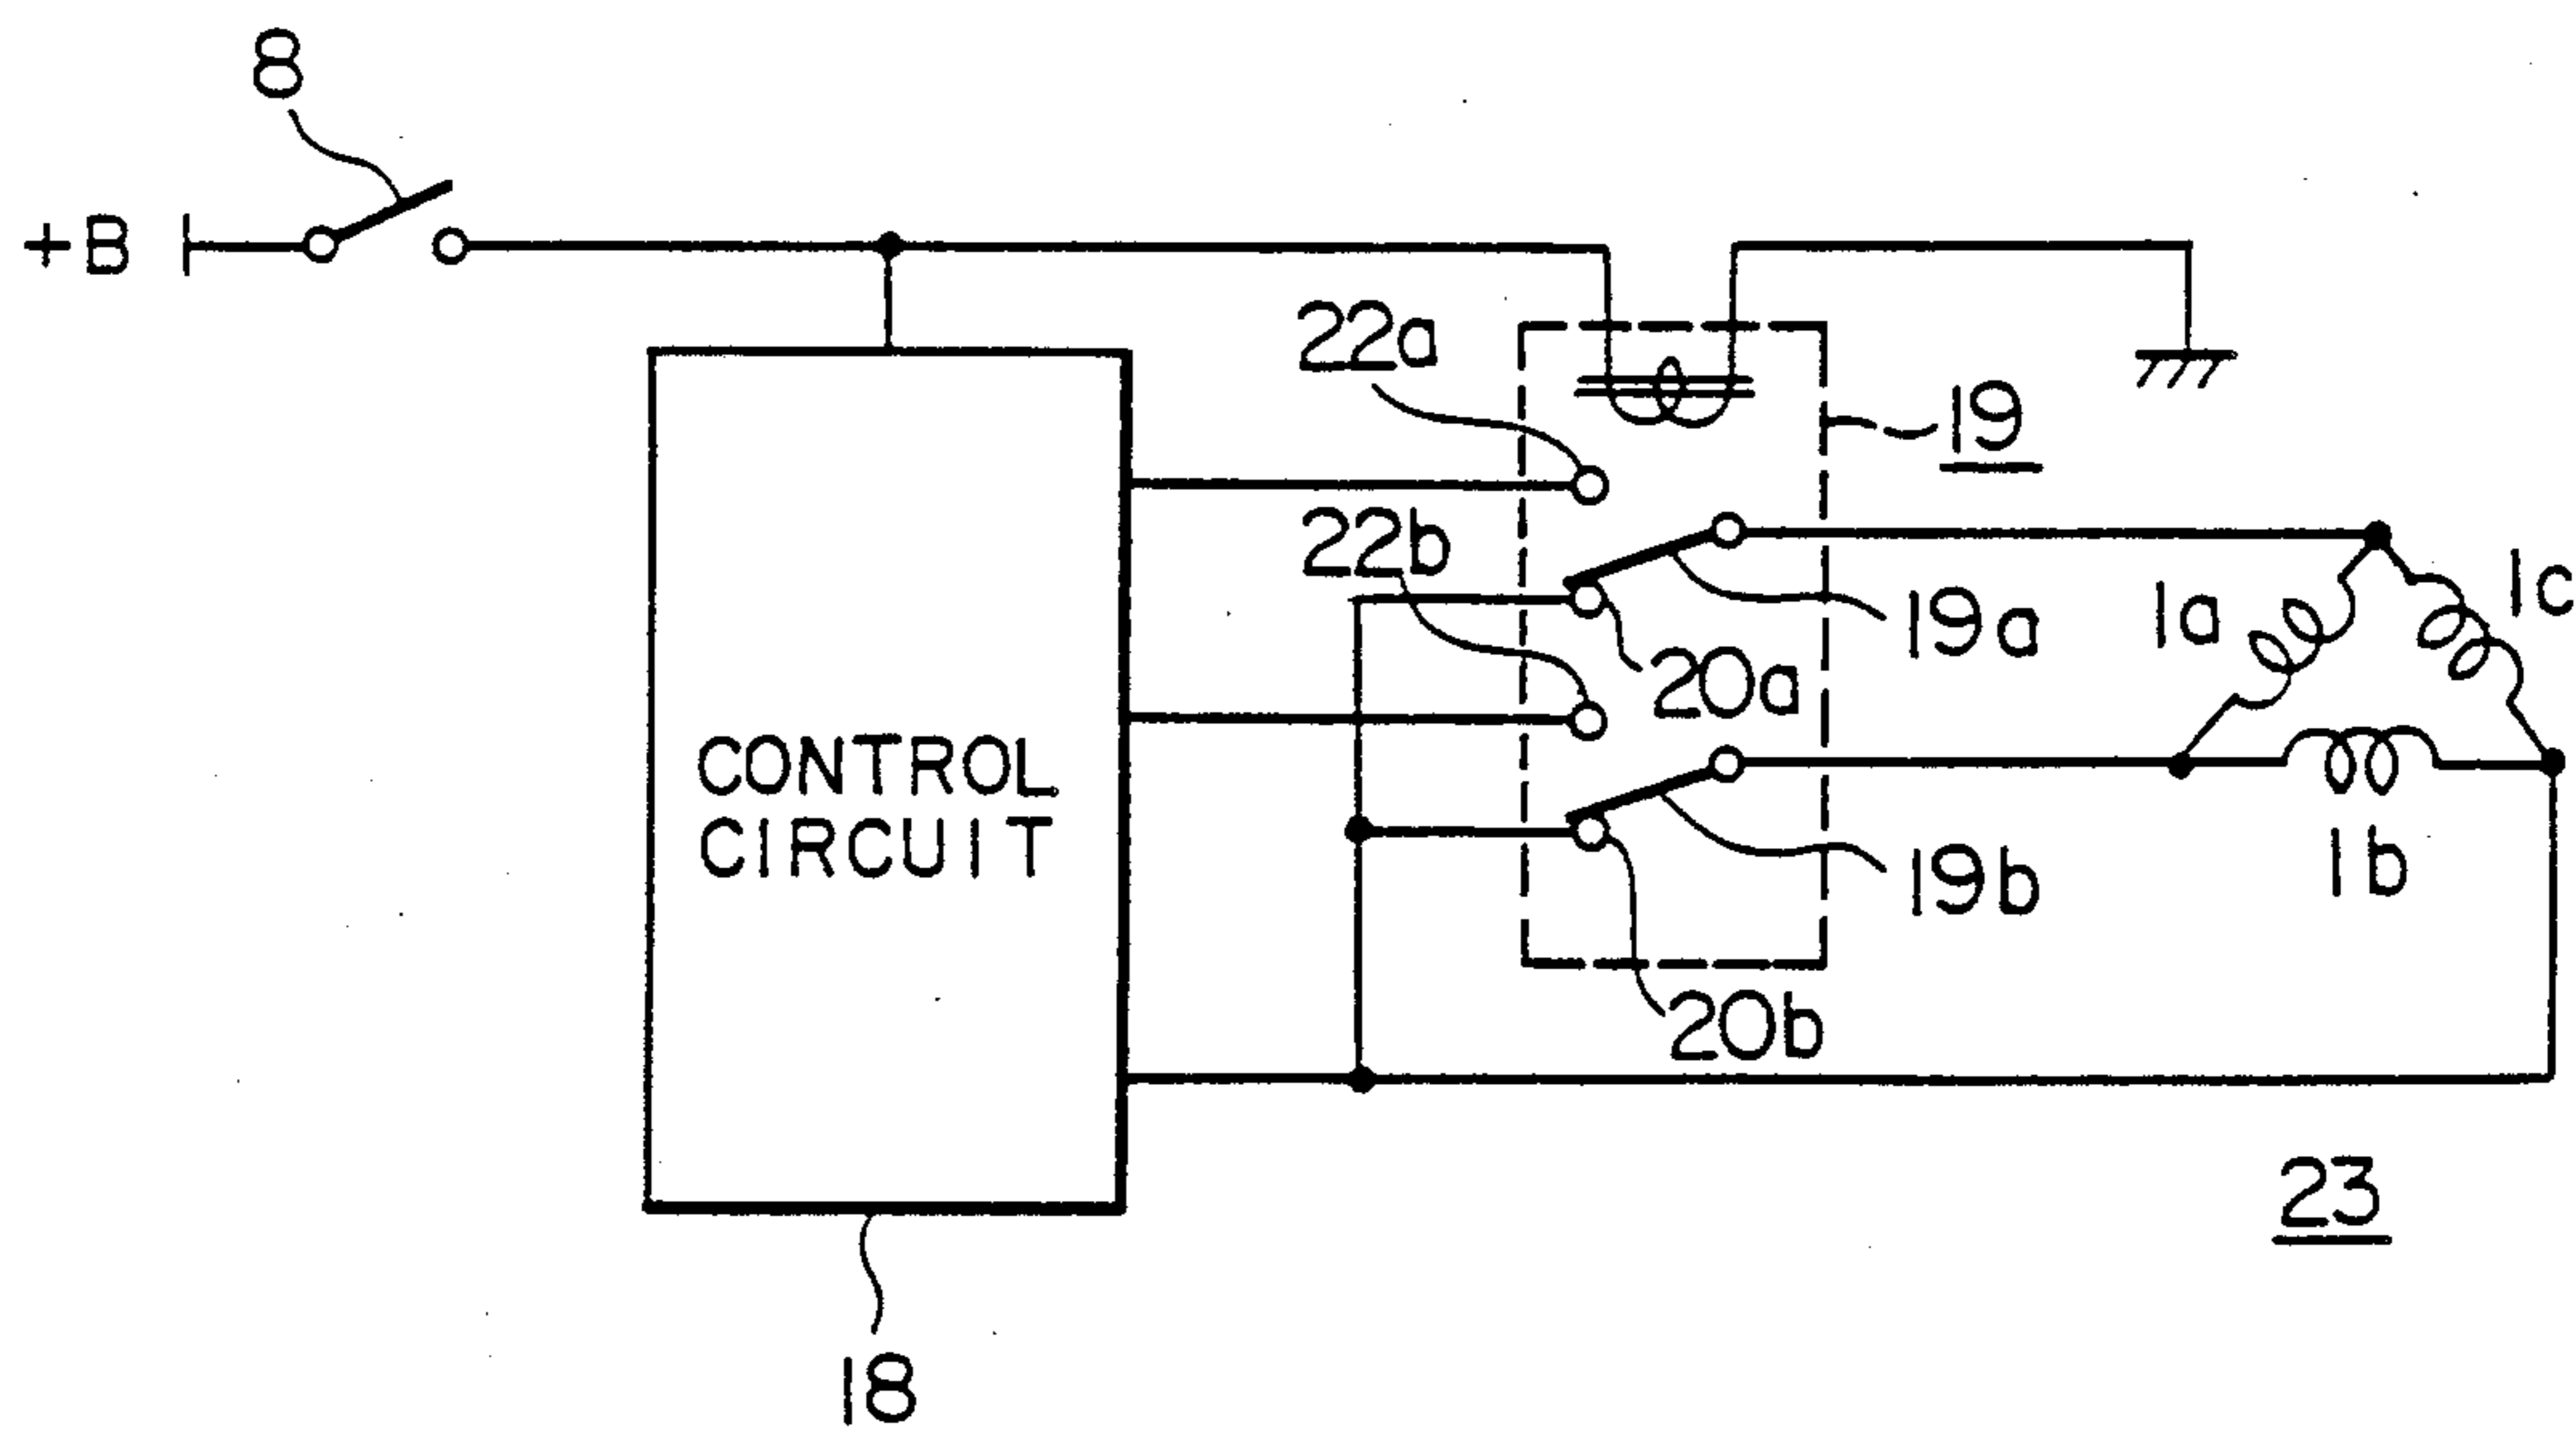 8
+B
22a
19
22b
1a
1c
19a
20a
CONTROL
CIRCUIT
1b
19b
20b
23
18